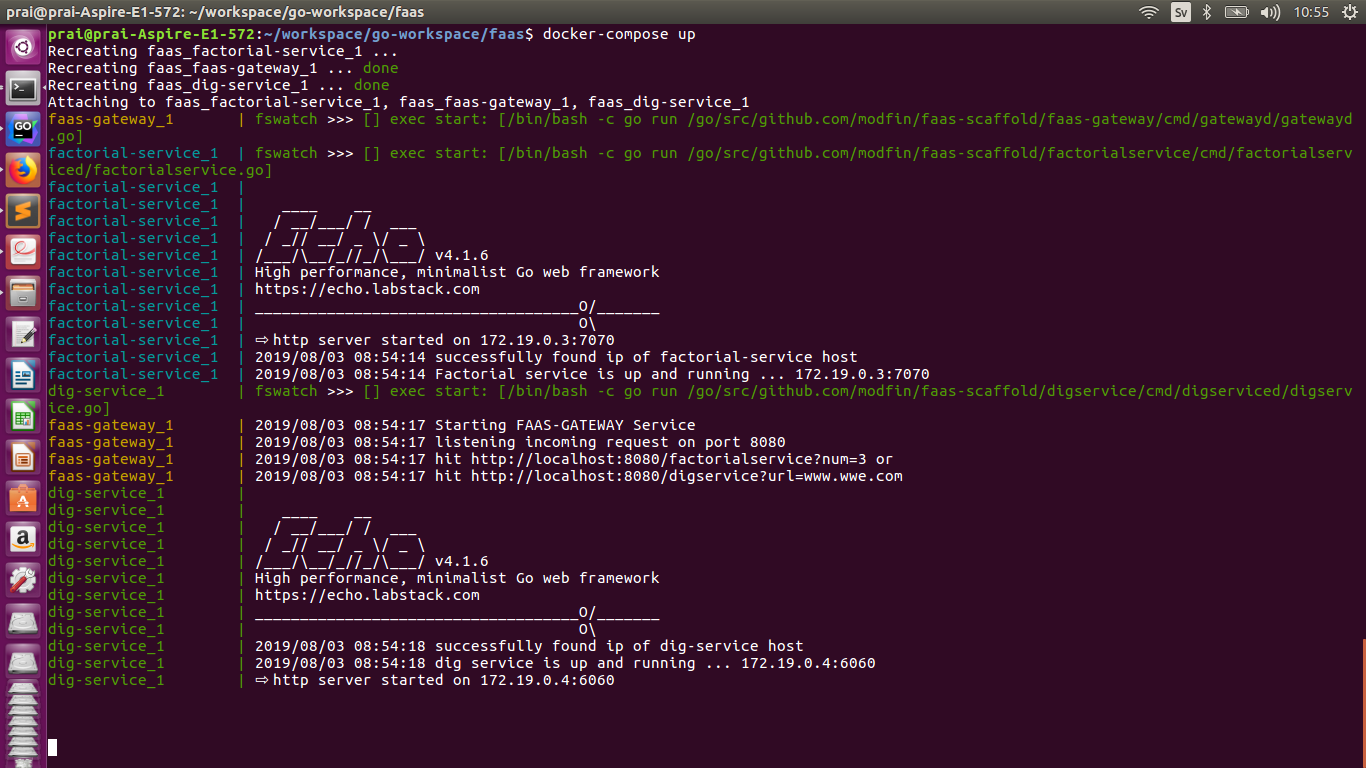 prai@prai-Aspire-E1-572: ~/workspace/go-workspace/faas
Sv
10:55
prai@prai-Aspire-E1-572:~/workspace/go-workspace/faas$ docker-compose up
Recreating faas_factorial-service_1 ...
Recreating faas_faas-gateway_1 ... done
Recreating faas_dig-service_1 ... done
Attaching to faas_factorial-service_1, faas_faas-gateway_1, faas_dig-service_1
faas-gateway_1       | fswatch >>> [] exec start: [/bin/bash -c go run /go/src/github.com/modfin/faas-scaffold/faas-gateway/cmd/gatewayd/gatewayd
.go]
factorial-service_1  | fswatch >>> [] exec start: [/bin/bash -c go run /go/src/github.com/modfin/faas-scaffold/factorialservice/cmd/factorialserv
iced/factorialservice.go]
factorial-service_1  |
factorial-service_1  |    ____    __
factorial-service_1  |   / __/___/ /  ___
factorial-service_1  |  / _// __/ _ \/ _ \
factorial-service_1  | /___/\__/_//_/\___/ v4.1.6
factorial-service_1  | High performance, minimalist Go web framework
factorial-service_1  | https://echo.labstack.com
factorial-service_1  | ____________________________________O/_______
factorial-service_1  |                                     O\
factorial-service_1  | ⇨ http server started on 172.19.0.3:7070
factorial-service_1  | 2019/08/03 08:54:14 successfully found ip of factorial-service host
factorial-service_1  | 2019/08/03 08:54:14 Factorial service is up and running ... 172.19.0.3:7070
dig-service_1        | fswatch >>> [] exec start: [/bin/bash -c go run /go/src/github.com/modfin/faas-scaffold/digservice/cmd/digserviced/digserv
ice.go]
faas-gateway_1       | 2019/08/03 08:54:17 Starting FAAS-GATEWAY Service
faas-gateway_1       | 2019/08/03 08:54:17 listening incoming request on port 8080
faas-gateway_1       | 2019/08/03 08:54:17 hit http://localhost:8080/factorialservice?num=3 or
faas-gateway_1       | 2019/08/03 08:54:17 hit http://localhost:8080/digservice?url=www.wwe.com
dig-service_1        |
dig-service_1        |    ____    __
dig-service_1        |   / __/___/ /  ___
dig-service_1        |  / _// __/ _ \/ _ \
dig-service_1        | /___/\__/_//_/\___/ v4.1.6
dig-service_1        | High performance, minimalist Go web framework
dig-service_1        | https://echo.labstack.com
dig-service_1        | ____________________________________O/_______
dig-service_1        |                                     O\
dig-service_1        | 2019/08/03 08:54:18 successfully found ip of dig-service host
dig-service_1        | 2019/08/03 08:54:18 dig service is up and running ... 172.19.0.4:6060
dig-service_1        | ⇨ http server started on 172.19.0.4:6060
GO